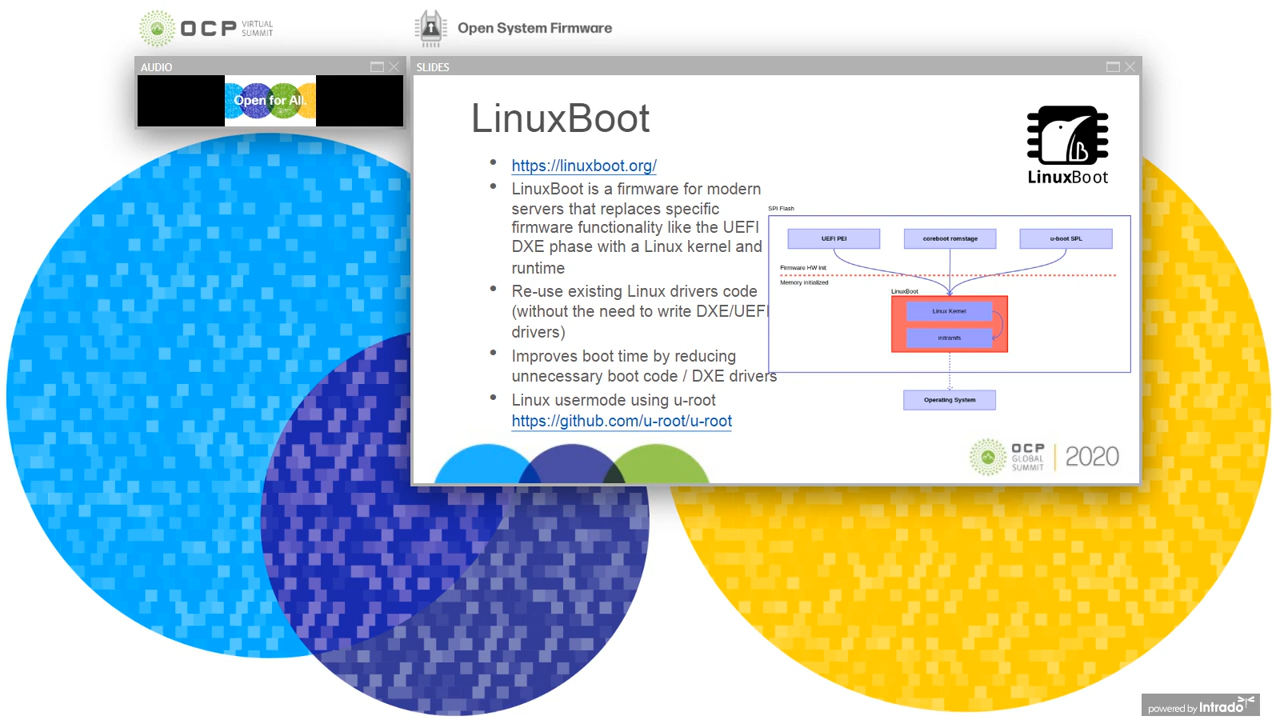 OCP VIRTUAL SUMMIT
Open System Firmware
AUDIO
Open for All.
SLIDES
LinuxBoot
https://linuxboot.org/
LinuxBoot is a firmware for modern
servers that replaces specific
firmware functionality like the UEFI
DXE phase with a Linux kernel and
runtime
Re-use existing Linux drivers code
(without the need to write DXE/UEFI
drivers)
Improves boot time by reducing
unnecessary boot code / DXE drivers
Linux usermode using u-root
https://github.com/u-root/u-root
LinuxBoot
SPI Flash
UEFI PEI
coreboot romstage
u-boot SPL
Firmware HW init
Memory initialized
LinuxBoot
Linux Kernel
initramfs
Operating System
OCP GLOBAL SUMMIT 2020
powered by Intrado